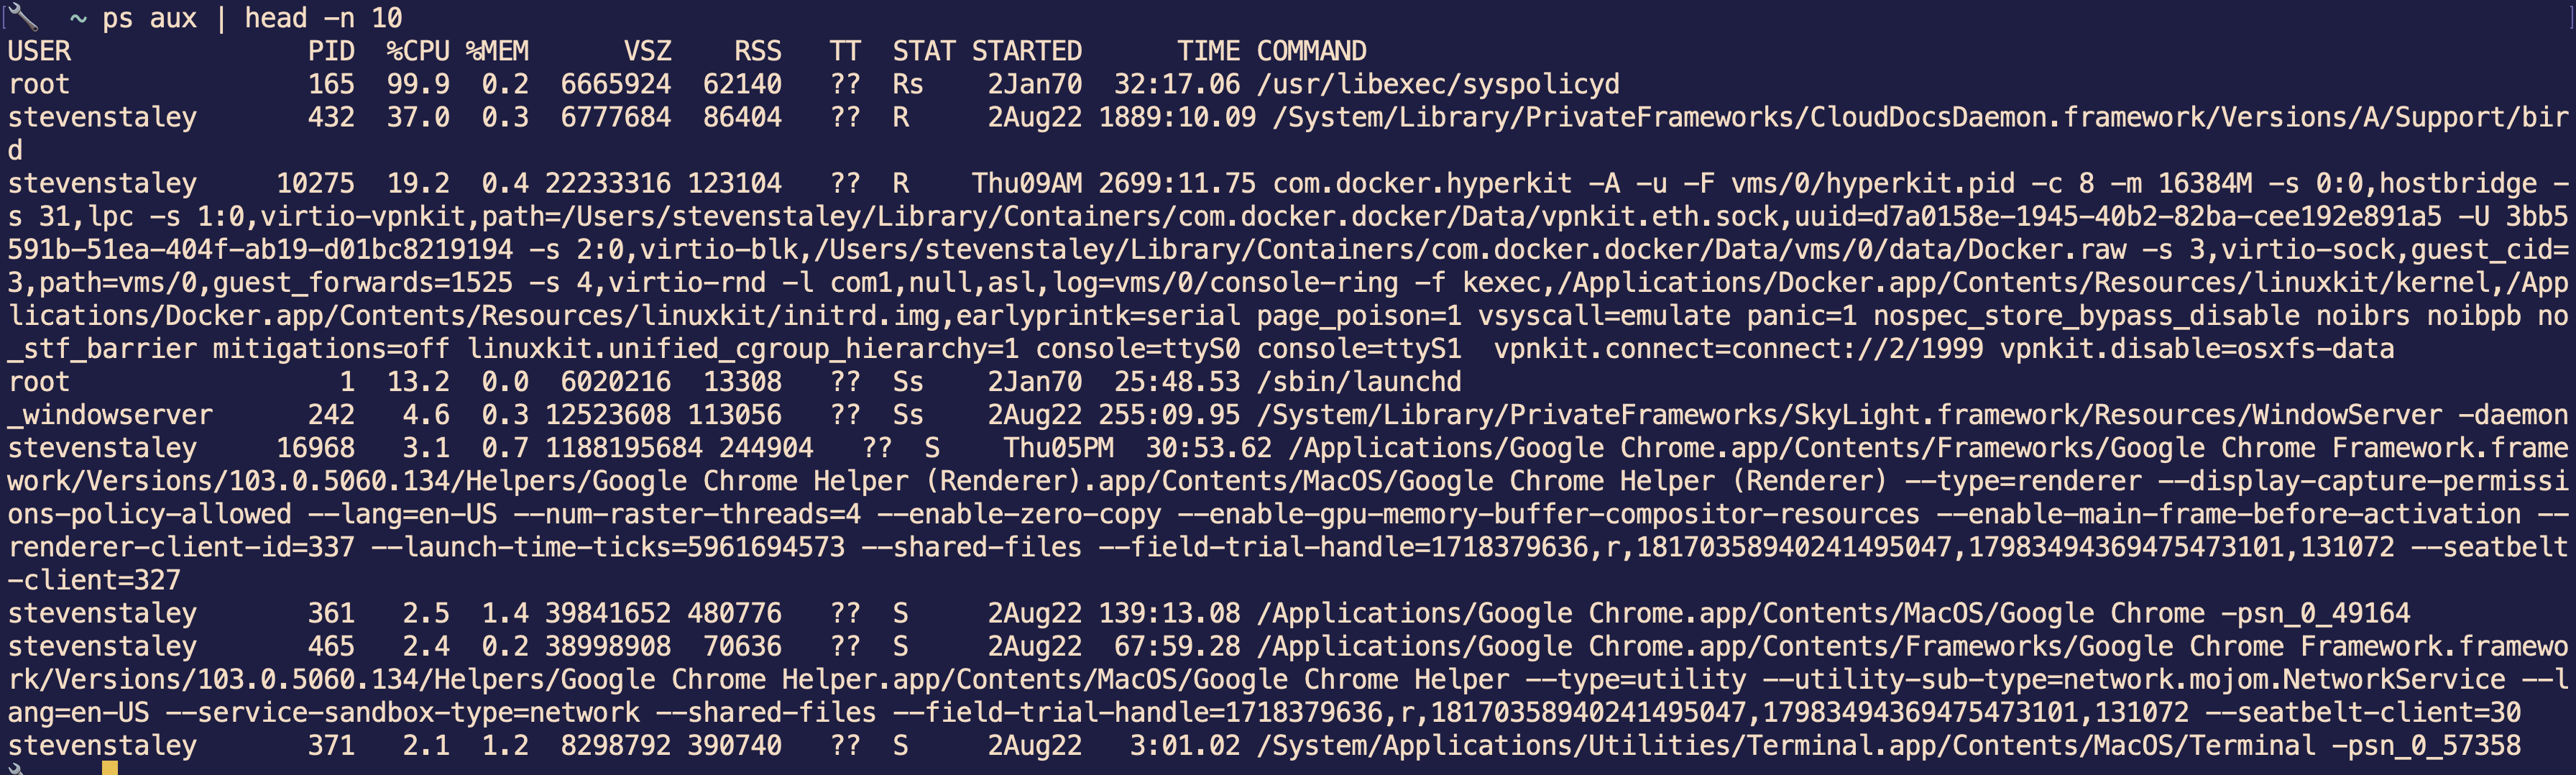 ~ ps aux | head -n 10
USER               PID  %CPU %MEM      VSZ    RSS   TT  STAT STARTED      TIME COMMAND
root               165  99.9  0.2  6665924  62140   ??  Rs    2Jan70  32:17.06 /usr/libexec/syspolicyd
stevenstaley       432  37.0  0.3  6777684  86404   ??  R     2Aug22 1889:10.09 /System/Library/PrivateFrameworks/CloudDocsDaemon.framework/Versions/A/Support/bir
d
stevenstaley     10275  19.2  0.4 22233316 123104   ??  R    Thu09AM 2699:11.75 com.docker.hyperkit -A -u -F vms/0/hyperkit.pid -c 8 -m 16384M -s 0:0,hostbridge -
s 31,lpc -s 1:0,virtio-vpnkit,path=/Users/stevenstaley/Library/Containers/com.docker.docker/Data/vpnkit.eth.sock,uuid=d7a0158e-1945-40b2-82ba-cee192e891a5 -U 3bb5
591b-51ea-404f-ab19-d01bc8219194 -s 2:0,virtio-blk,/Users/stevenstaley/Library/Containers/com.docker.docker/Data/vms/0/data/Docker.raw -s 3,virtio-sock,guest_cid=
3,path=vms/0,guest_forwards=1525 -s 4,virtio-rnd -l com1,null,asl,log=vms/0/console-ring -f kexec,/Applications/Docker.app/Contents/Resources/linuxkit/kernel,/App
lications/Docker.app/Contents/Resources/linuxkit/initrd.img,earlyprintk=serial page_poison=1 vsyscall=emulate panic=1 nospec_store_bypass_disable noibrs noibpb no
_stf_barrier mitigations=off linuxkit.unified_cgroup_hierarchy=1 console=ttyS0 console=ttyS1  vpnkit.connect=connect://2/1999 vpnkit.disable=osxfs-data
root                 1  13.2  0.0  6020216  13308   ??  Ss    2Jan70  25:48.53 /sbin/launchd
_windowserver      242   4.6  0.3 12523608 113056   ??  Ss    2Aug22 255:09.95 /System/Library/PrivateFrameworks/SkyLight.framework/Resources/WindowServer -daemon
stevenstaley     16968   3.1  0.7 1188195684 244904   ??  S    Thu05PM  30:53.62 /Applications/Google Chrome.app/Contents/Frameworks/Google Chrome Framework.frame
work/Versions/103.0.5060.134/Helpers/Google Chrome Helper (Renderer).app/Contents/MacOS/Google Chrome Helper (Renderer) --type=renderer --display-capture-permissi
ons-policy-allowed --lang=en-US --num-raster-threads=4 --enable-zero-copy --enable-gpu-memory-buffer-compositor-resources --enable-main-frame-before-activation --
renderer-client-id=337 --launch-time-ticks=5961694573 --shared-files --field-trial-handle=1718379636,r,18170358940241495047,17983494369475473101,131072 --seatbelt
-client=327
stevenstaley       361   2.5  1.4 39841652 480776   ??  S     2Aug22 139:13.08 /Applications/Google Chrome.app/Contents/MacOS/Google Chrome -psn_0_49164
stevenstaley       465   2.4  0.2 38998908  70636   ??  S     2Aug22  67:59.28 /Applications/Google Chrome.app/Contents/Frameworks/Google Chrome Framework.framewo
rk/Versions/103.0.5060.134/Helpers/Google Chrome Helper.app/Contents/MacOS/Google Chrome Helper --type=utility --utility-sub-type=network.mojom.NetworkService --l
ang=en-US --service-sandbox-type=network --shared-files --field-trial-handle=1718379636,r,18170358940241495047,17983494369475473101,131072 --seatbelt-client=30
stevenstaley       371   2.1  1.2  8298792 390740   ??  S     2Aug22   3:01.02 /System/Applications/Utilities/Terminal.app/Contents/MacOS/Terminal -psn_0_57358